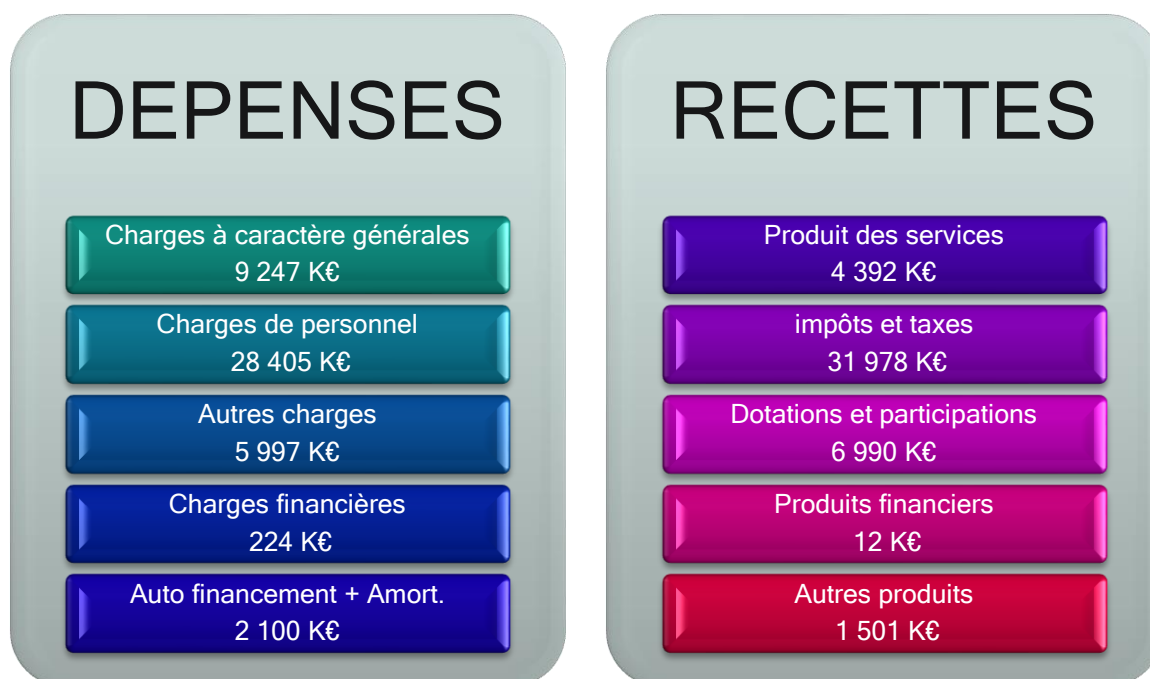 DEPENSES
Charges à caractère générales
9 247 K€
Charges de personnel
28 405 K€
Autres charges
5 997 K€
Charges financières
224 K€
Auto financement + Amort.
2 100 K€
RECETTES
Produit des services
4 392 K€
impôts et taxes
31 978 K€
Dotations et participations
6 990 K€
Produits financiers
12 K€
Autres produits
1 501 K€